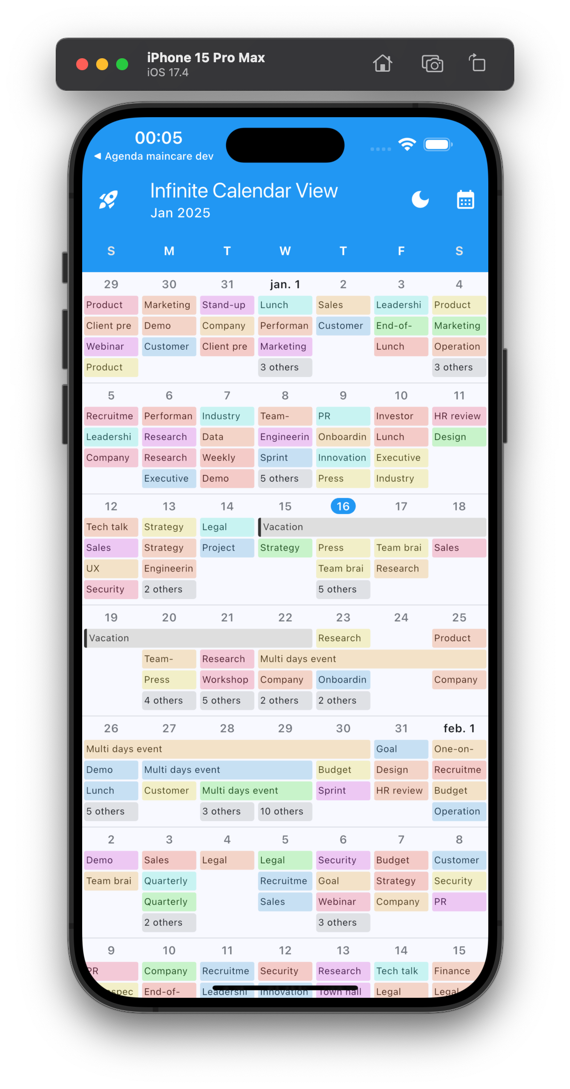 iPhone 15 Pro Max
iOS 17.4
00:05
◀ Agenda maincare dev
Infinite Calendar View
Jan 2025
S M T W T F S
29 30 31 jan. 1 2 3 4
Product Marketing Stand-up Lunch Sales Leadershi Product
Client pre Demo Company Performan Customer End-of- Marketing
Webinar Customer Client pre Marketing Lunch Operation
Product 3 others 3 others
5 6 7 8 9 10 11
Recruitme Performan Industry Team- PR Investor HR review
Leadershi Research Data Engineerin Onboardin Lunch Design
Company Research Weekly Sprint Innovation Executive
Executive Demo 5 others Press Industry
12 13 14 15 16 17 18
Tech talk Strategy Legal Vacation
Sales Strategy Project Strategy Press Team brai Sales
UX Engineerin Team brai Research
Security 2 others 5 others
19 20 21 22 23 24 25
Vacation Research Product
Team- Research Multi days event
Press Workshop Company Onboardin Company
4 others 5 others 2 others 2 others
26 27 28 29 30 31 feb. 1
Multi days event Goal One-on-
Demo Multi days event Budget Design Recruitme
Lunch Customer Multi days event Sprint HR review Budget
5 others 3 others 10 others Operation
2 3 4 5 6 7 8
Demo Sales Legal Legal Security Budget Customer
Team brai Quarterly Recruitme Goal Strategy Security
Quarterly Sales Webinar Company PR
2 others 3 others
9 10 11 12 13 14 15
PR Company Recruitme Security Research Tech talk Finance
End-of- Leadershi Innovation Town hall Legal Legal